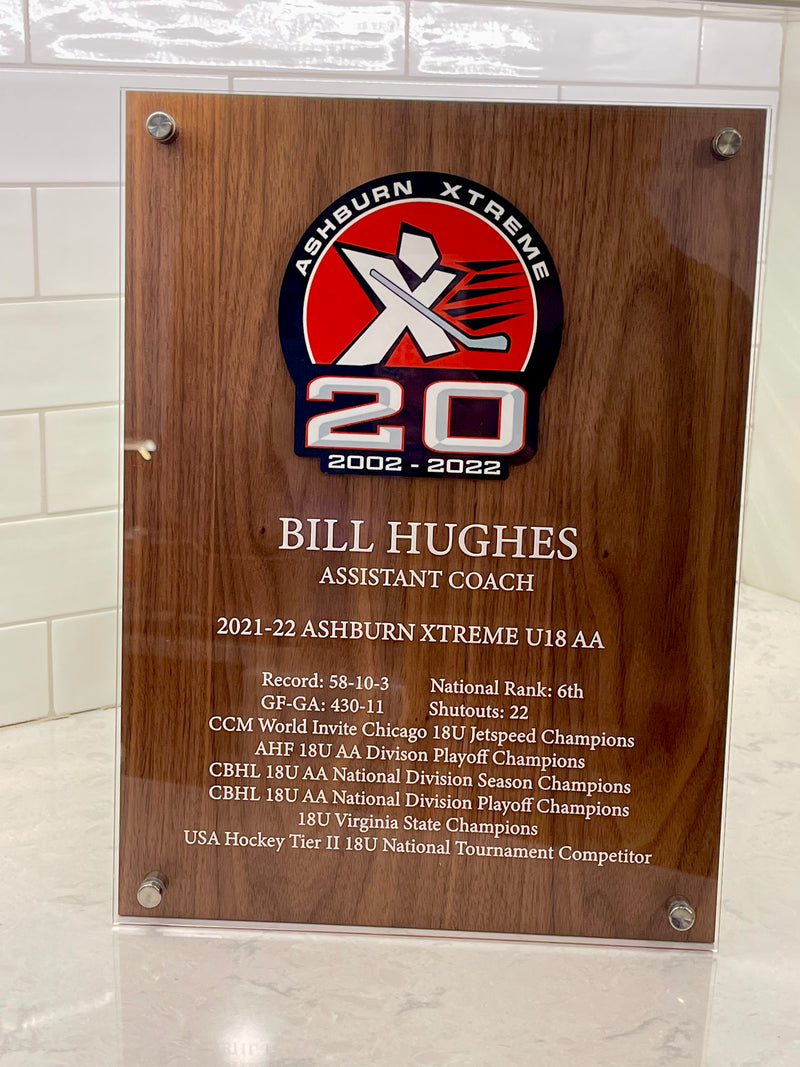 ASHBURN XTREME
20
2002 - 2022
BILL HUGHES
ASSISTANT COACH
2021-22 ASHBURN XTREME U18 AA
Record: 58-10-3 National Rank: 6th
GF-GA: 430-11 Shutouts: 22
CCM World Invite Chicago 18U Jetspeed Champions
AHF 18U AA Divison Playoff Champions
CBHL 18U AA National Division Season Champions
CBHL 18U AA National Division Playoff Champions
18U Virginia State Champions
USA Hockey Tier II 18U National Tournament Competitor